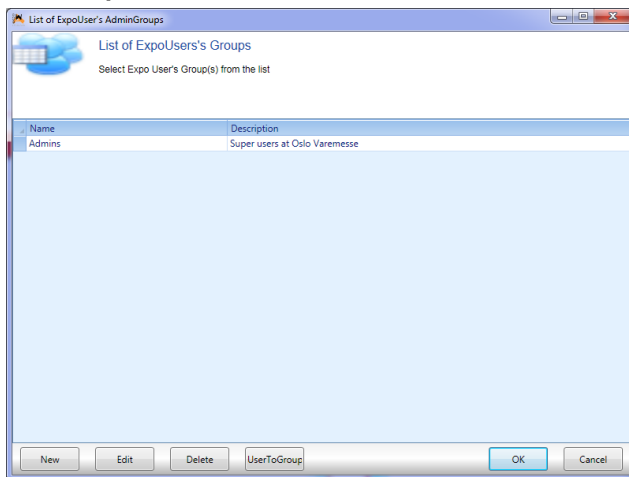 List of ExpoUser's AdminGroups
List of ExpoUsers's Groups
Select Expo User's Group(s) from the list
Name Description
Admins Super users at Oslo Varemesse
New Edit Delete UserToGroup OK Cancel